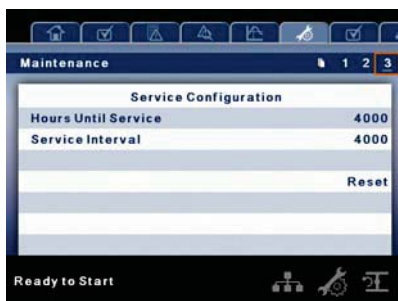 Maintenance 1 2 3
Service Configuration
Hours Until Service 4000
Service Interval 4000
Reset
Ready to Start